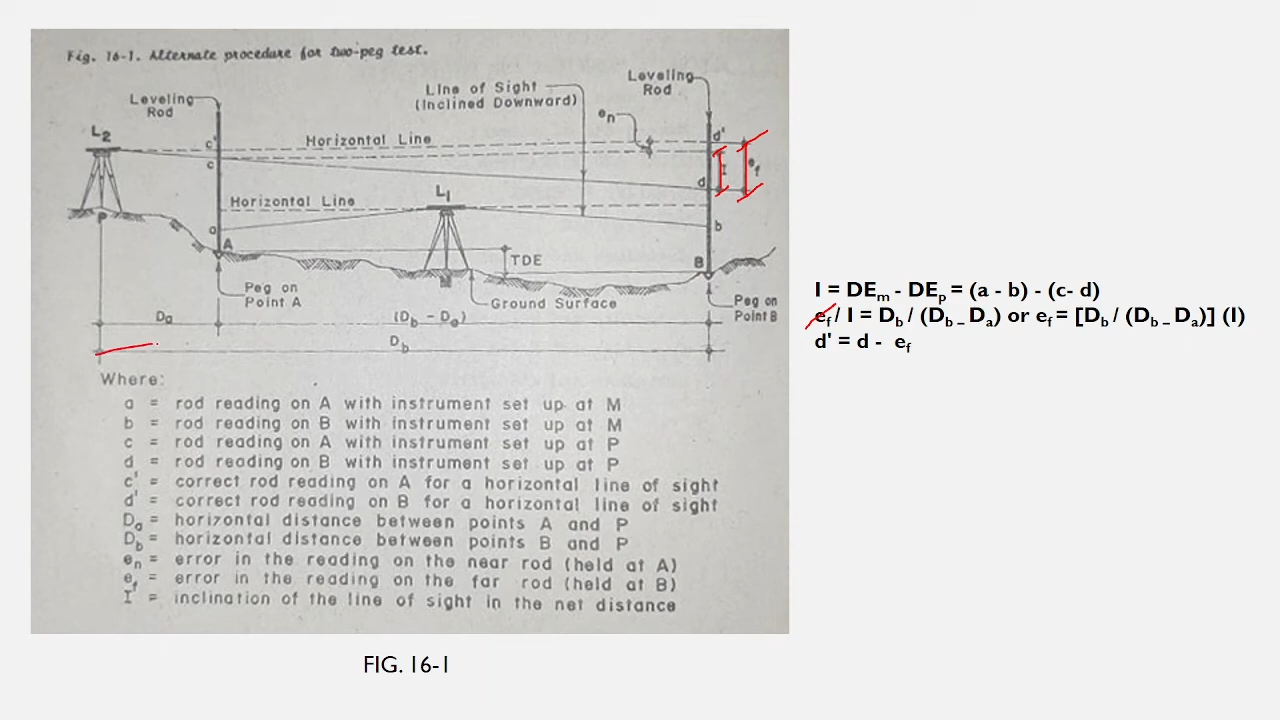 Fig. 16-1. Alternate procedure for two-peg test.
Leveling
Rod
Line of Sight
(Inclined Downward)
Leveling
Rod
L2
c'
Horizontal Line
en
d'
c
I
ef
d
L1
Horizontal Line
a
b
P
A
TDE
B
Peg on
Point A
Ground Surface
Peg on
Point B
Da
(Db - Da)
Db
Where:
a = rod reading on A with instrument set up at M
b = rod reading on B with instrument set up at M
c = rod reading on A with instrument set up at P
d = rod reading on B with instrument set up at P
c' = correct rod reading on A for a horizontal line of sight
d' = correct rod reading on B for a horizontal line of sight
Da = horizontal distance between points A and P
Db = horizontal distance between points B and P
en = error in the reading on the near rod (held at A)
ef = error in the reading on the far rod (held at B)
I = inclination of the line of sight in the net distance
FIG. 16-1
I = DEm - DEp = (a - b) - (c- d)
ef / I = Db / (Db – Da) or ef = [Db / (Db – Da)] (I)
d' = d - ef